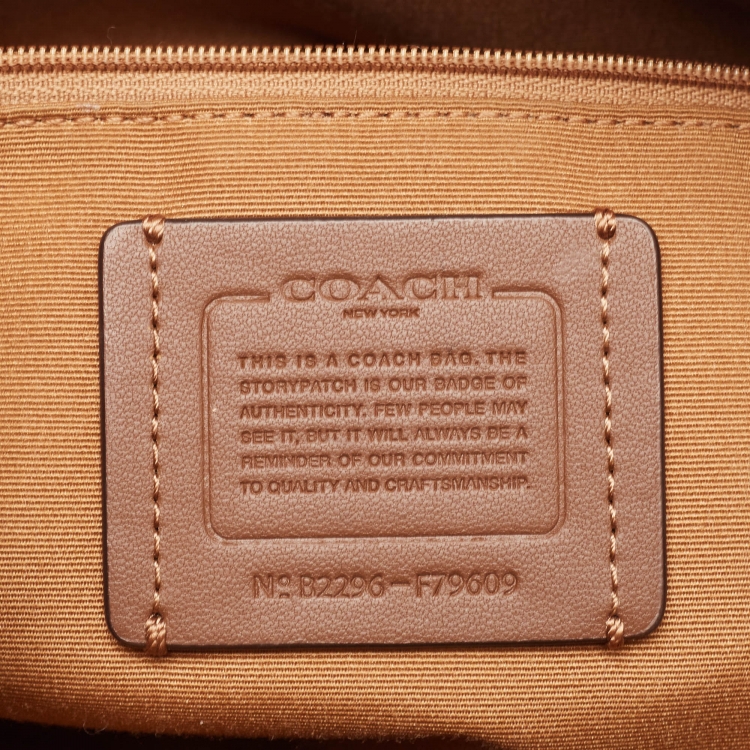 COACH
NEW YORK
THIS IS A COACH BAG. THE
STORYPATCH IS OUR BADGE OF
AUTHENTICITY. FEW PEOPLE MAY
SEE IT, BUT IT WILL ALWAYS BE A
REMINDER OF OUR COMMITMENT
TO QUALITY AND CRAFTSMANSHIP.
Nº B2296-F79609